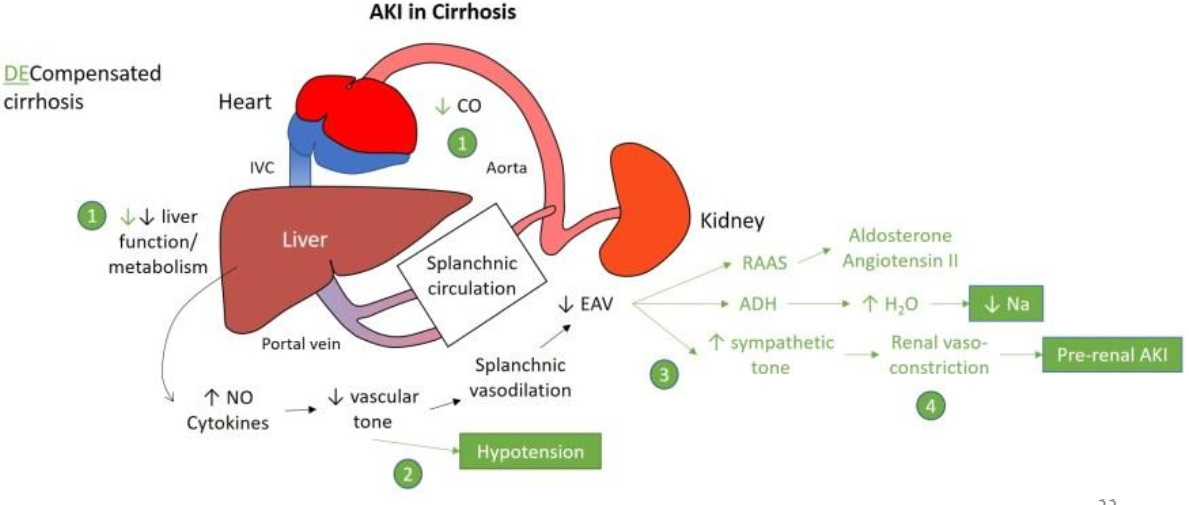 AKI in Cirrhosis
DECompensated
cirrhosis
Heart
↓ CO
1
IVC
Aorta
1
↓↓ liver
function/
metabolism
Liver
Kidney
Splanchnic
circulation
Portal vein
↓ EAV
RAAS
Aldosterone
Angiotensin II
ADH
↑ H₂O
↓ Na
3
↑ sympathetic
tone
Renal vaso-
constriction
Pre-renal AKI
4
Splanchnic
vasodilation
↑ NO
Cytokines
↓ vascular
tone
Hypotension
2